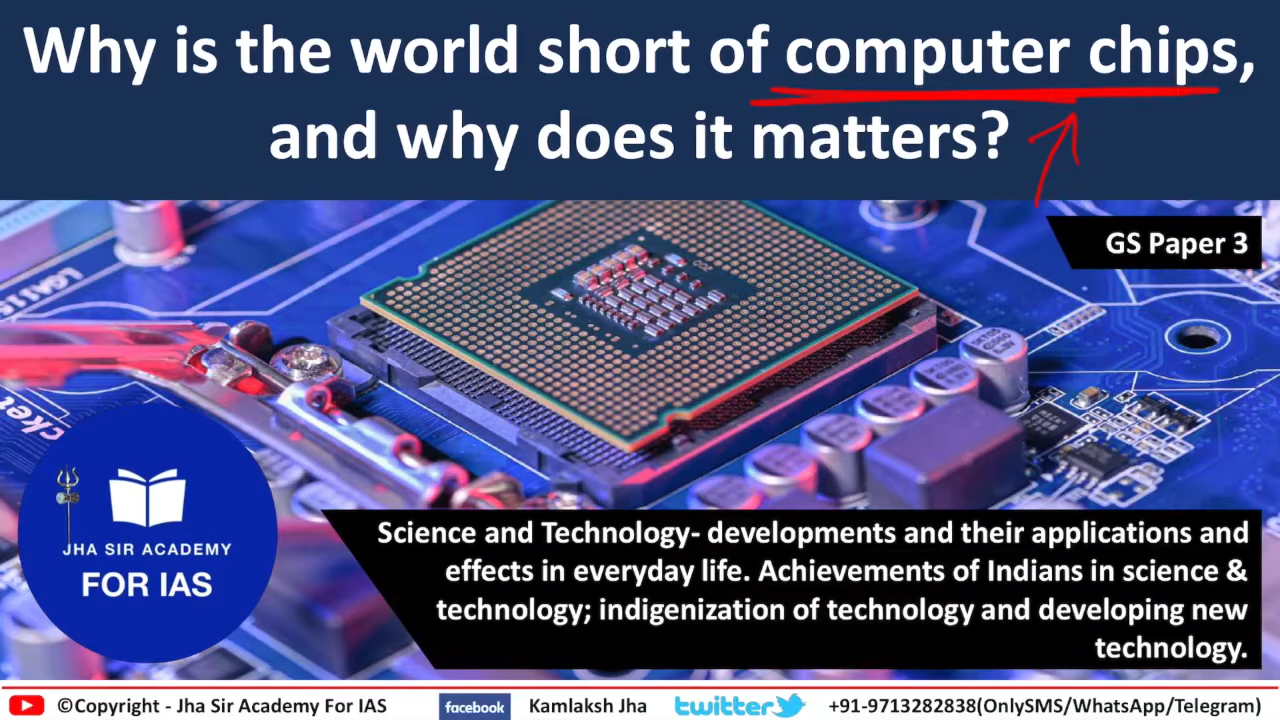 Why is the world short of computer chips,
and why does it matters?
GS Paper 3
LGA115
cket
JHA SIR ACADEMY
FOR IAS
Science and Technology- developments and their applications and
effects in everyday life. Achievements of Indians in science &
technology; indigenization of technology and developing new
technology.
©Copyright - Jha Sir Academy For IAS
facebook
Kamlaksh Jha
twitter
+91-9713282838(OnlySMS/WhatsApp/Telegram)